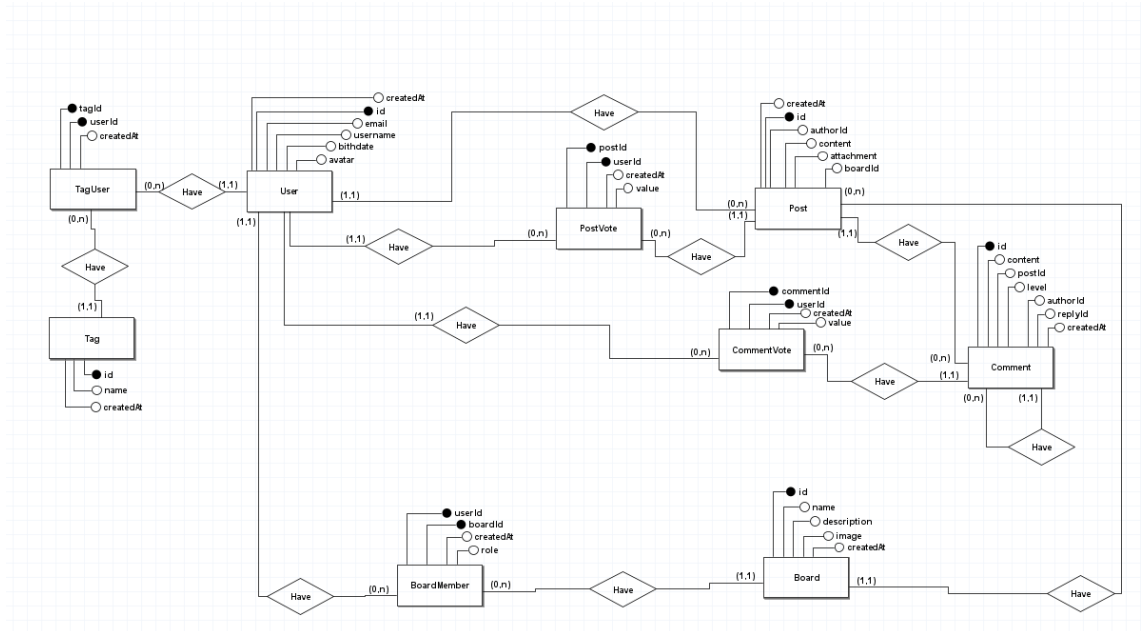 tagId
userId
createdAt
TagUser
(0,n)
Have
(1,1)
createdAt
id
email
username
bithdate
avatar
User
(1,1)
Have
createdAt
id
authorId
content
attachment
boardId
(0,n)
(0,n)
(1,1)
Post
(1,1)
postId
userId
createdAt
value
PostVote
(1,1)
Have
(0,n)
(0,n)
Have
Have
(0,n)
Have
(1,1)
Tag
id
name
createdAt
(1,1)
(1,1)
Have
(0,n)
commentId
userId
createdAt
value
CommentVote
(0,n)
Have
(1,1)
id
content
postId
level
authorId
replyId
createdAt
(0,n)
Comment
(0,n)
(1,1)
Have
Have
(0,n)
userId
boardId
createdAt
role
BoardMember
(0,n)
Have
(1,1)
id
name
description
image
createdAt
Board
(1,1)
Have